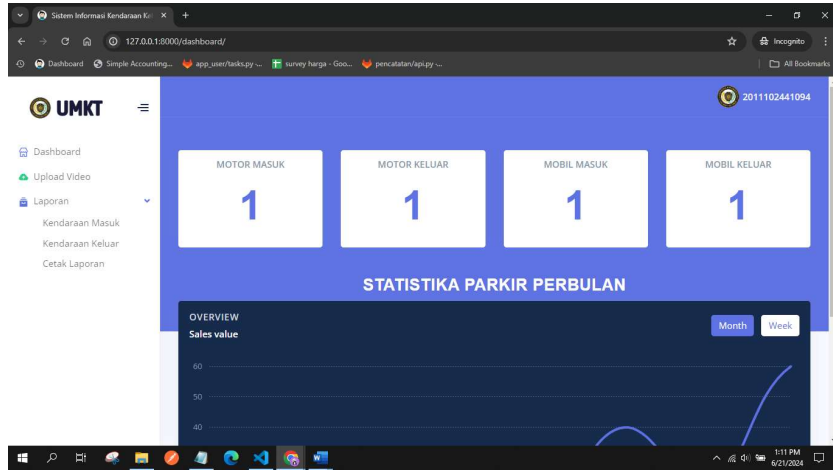 Sistem Informasi Kendaraan Kel
127.0.0.1:8000/dashboard/
Incognito
Dashboard
Simple Accounting...
app_user/tasks.py -...
survey harga - Goo...
pencatatan/api.py -...
All Bookmarks
UMKT
2011102441094
Dashboard
Upload Video
Laporan
Kendaraan Masuk
Kendaraan Keluar
Cetak Laporan
MOTOR MASUK
1
MOTOR KELUAR
1
MOBIL MASUK
1
MOBIL KELUAR
1
STATISTIKA PARKIR PERBULAN
OVERVIEW
Sales value
Month
Week
60
50
40
1:11 PM
6/21/2024